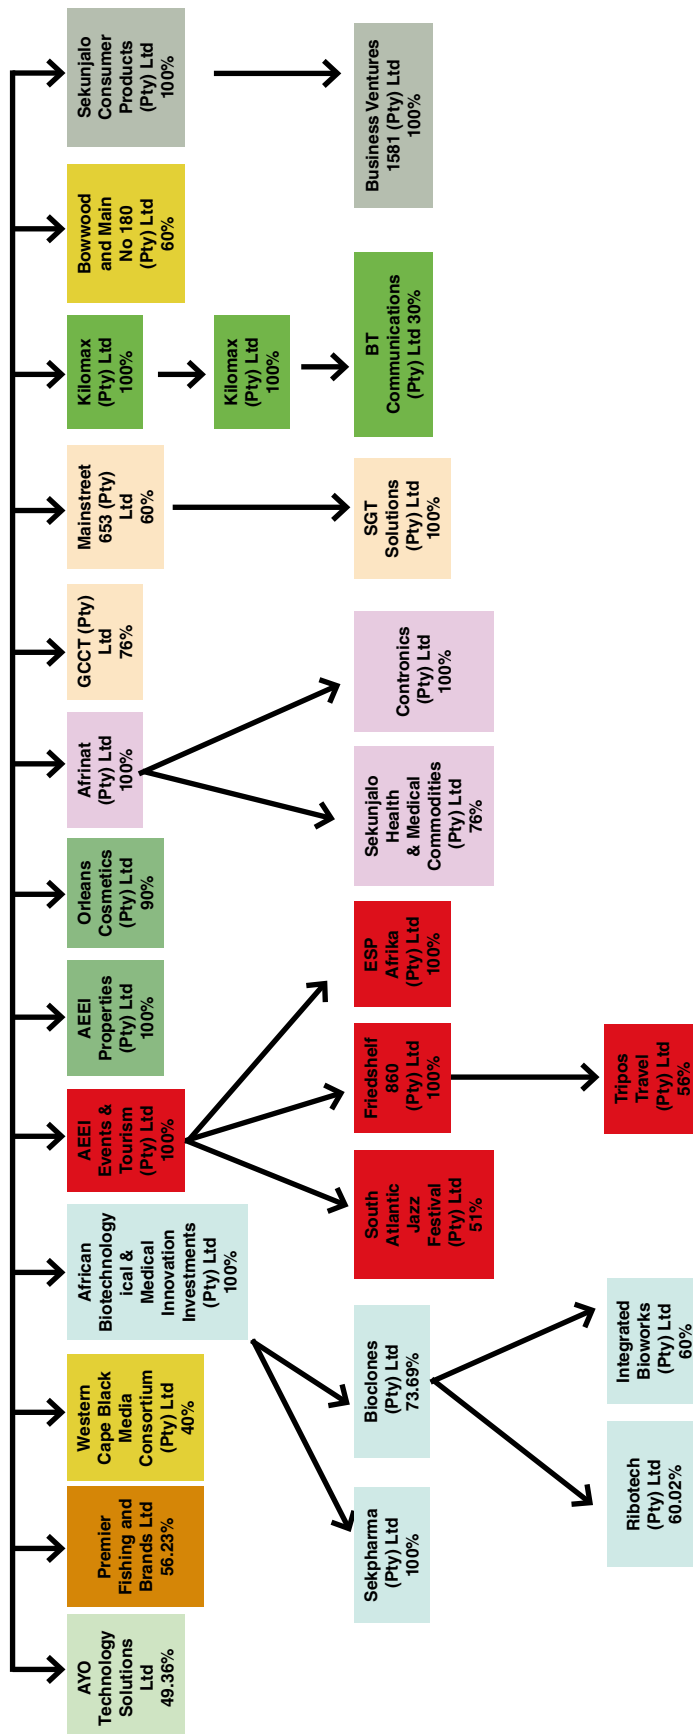 AYO
Technology
Solutions
Ltd
49.36%
Premier
Fishing and
Brands Ltd
56.23%
Western
Cape Black
Media
Consortium
(Pty) Ltd
40%
African
Biotechnology
ical &
Medical
Innovation
Investments
(Pty) Ltd
100%
AEEI
Events &
Tourism
(Pty) Ltd
100%
AEEI
Properties
(Pty) Ltd
100%
Orleans
Cosmetics
(Pty) Ltd
90%
Afrinat
(Pty) Ltd
100%
GCCT (Pty)
Ltd
76%
Mainstreet
653 (Pty)
Ltd
60%
Kilomax
(Pty) Ltd
100%
Bowwood
and Main
No 180
(Pty) Ltd
60%
Sekunjalo
Consumer
Products
(Pty) Ltd
100%
Kilomax
(Pty) Ltd
100%
Sekpharma
(Pty) Ltd
100%
Bioclones
(Pty) Ltd
73.69%
South
Atlantic
Jazz
Festival
(Pty) Ltd
51%
Friedshelf
860
(Pty) Ltd
100%
ESP
Afrika
(Pty) Ltd
100%
Sekunjalo
Health
& Medical
Commodities
(Pty) Ltd
76%
Contronics
(Pty) Ltd
100%
SGT
Solutions
(Pty) Ltd
100%
BT
Communications
(Pty) Ltd 30%
Business Ventures
1581 (Pty) Ltd
100%
Ribotech
(Pty) Ltd
60.02%
Integrated
Bioworks
(Pty) Ltd
60%
Tripos
Travel
(Pty) Ltd
56%